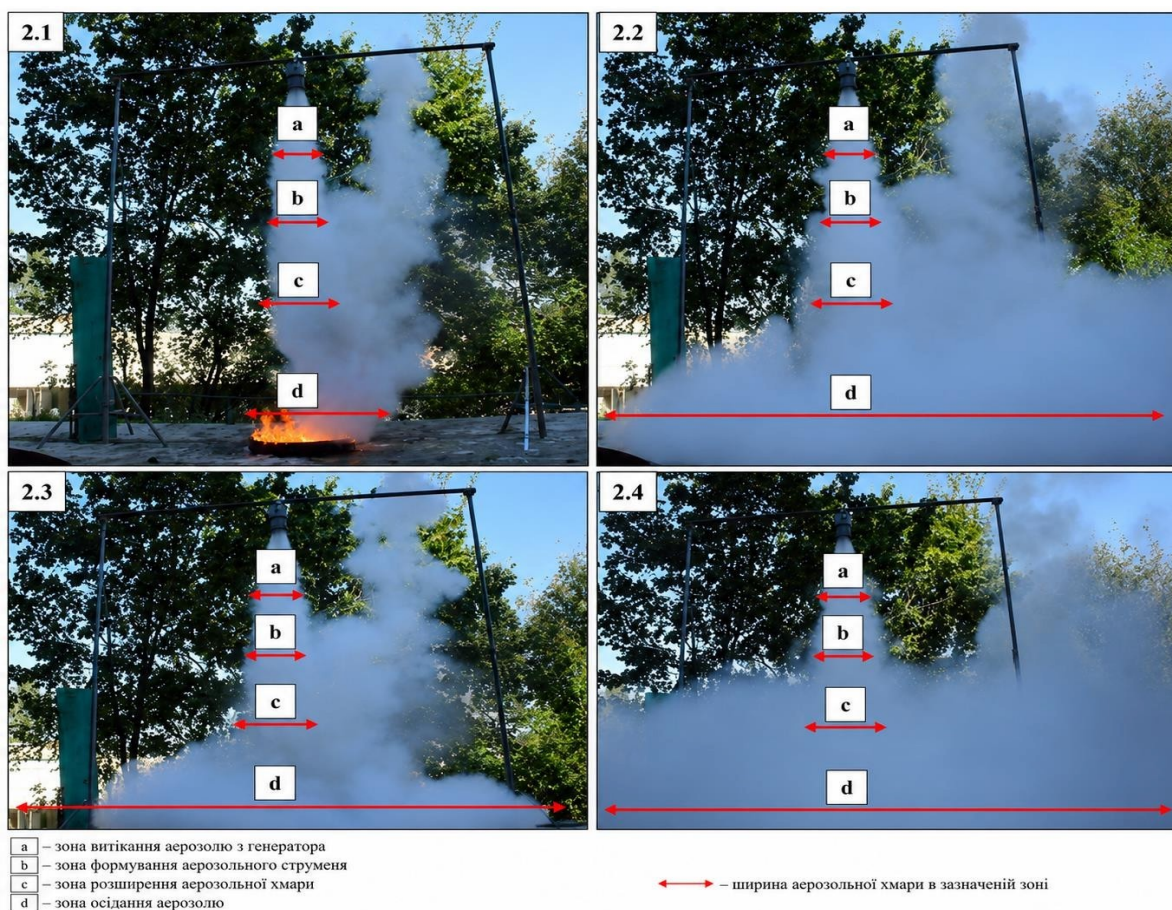 2.1
a
b
c
d
2.2
a
b
c
d
2.3
a
b
c
d
2.4
a
b
c
d
a – зона витікання аерозолю з генератора
b – зона формування аерозольного струменя
c – зона розширення аерозольної хмари
d – зона осідання аерозолю
– ширина аерозольної хмари в зазначеній зоні